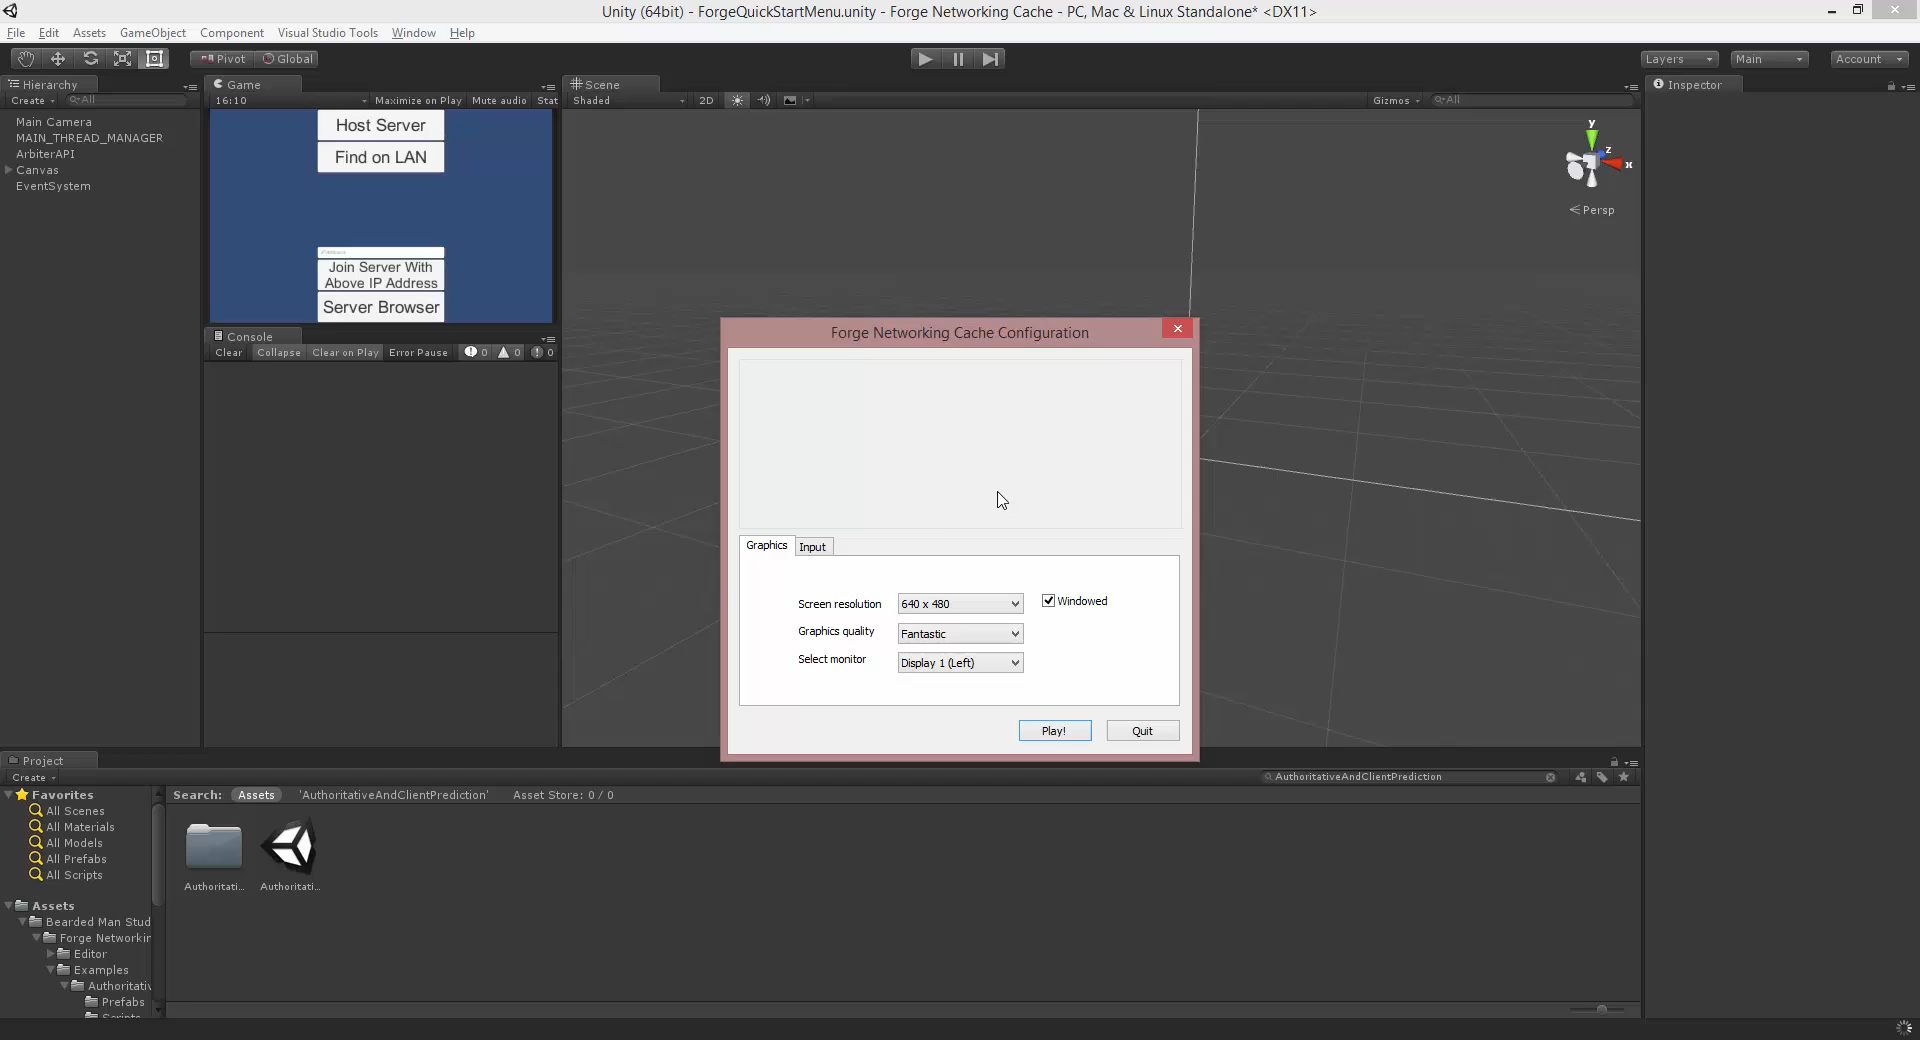 Unity (64bit) - ForgeQuickStartMenu.unity - Forge Networking Cache - PC, Mac & Linux Standalone* <DX11>
File Edit Assets GameObject Component Visual Studio Tools Window Help
Pivot Global Layers Main Account
Hierarchy Game Scene Inspector
Create All 16:10 Maximize on Play Mute audio Stat Shaded 2D Gizmos All
Main Camera
MAIN_THREAD_MANAGER
ArbiterAPI
Canvas
EventSystem
Host Server
Find on LAN
Join Server With
Above IP Address
Server Browser
y
z
x
Persp
Console
Clear Collapse Clear on Play Error Pause 0 0 0
Forge Networking Cache Configuration
Graphics Input
Screen resolution 640 x 480 Windowed
Graphics quality Fantastic
Select monitor Display 1 (Left)
Play! Quit
Project
Create AuthoritativeAndClientPrediction
Favorites Search: Assets 'AuthoritativeAndClientPrediction' Asset Store: 0 / 0
All Scenes
All Materials
All Models
All Prefabs
All Scripts
Authoritati... Authoritati...
Assets
Bearded Man Stud
Forge Networkin
Editor
Examples
Authoritativ
Prefabs
Scripts